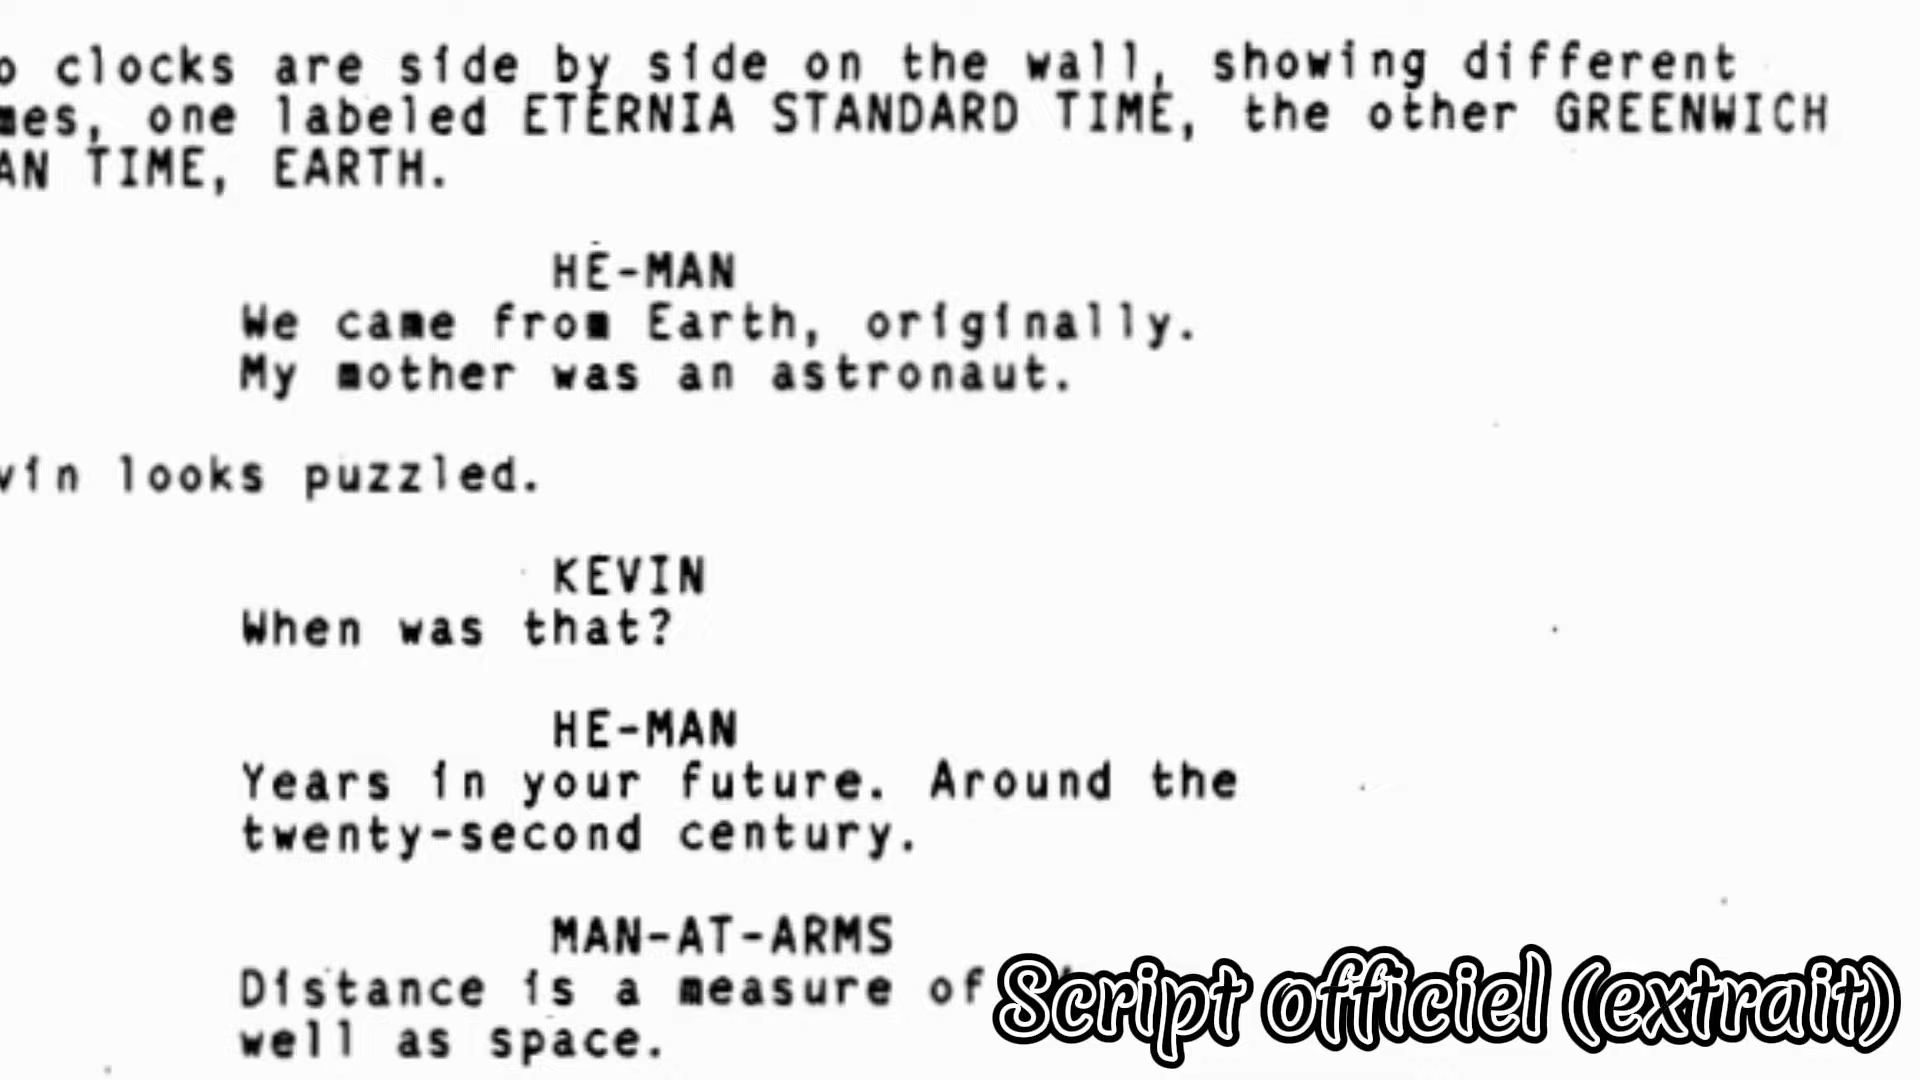 o clocks are side by side on the wall, showing different
mes, one labeled ETERNIA STANDARD TIME, the other GREENWICH
AN TIME, EARTH.
HE-MAN
We came from Earth, originally.
My mother was an astronaut.
vin looks puzzled.
KEVIN
When was that?
HE-MAN
Years in your future. Around the
twenty-second century.
MAN-AT-ARMS
Distance is a measure of
well as space.
Script officiel (extrait)